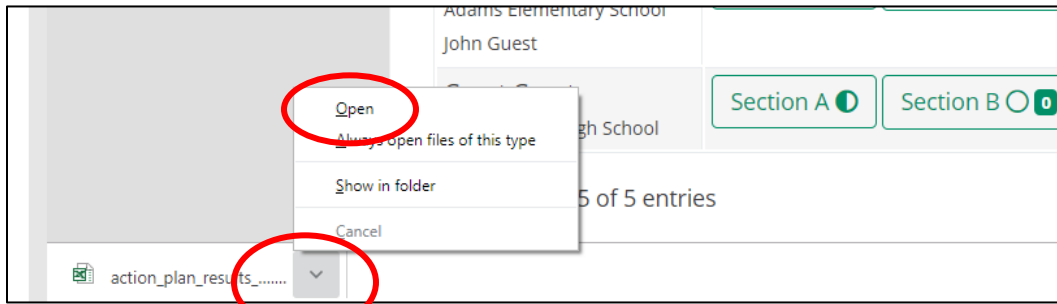 Adams Elementary School
John Guest
Section A
Section B 0
gh School
5 of 5 entries
Open
Always open files of this type
Show in folder
Cancel
action_plan_results_.......